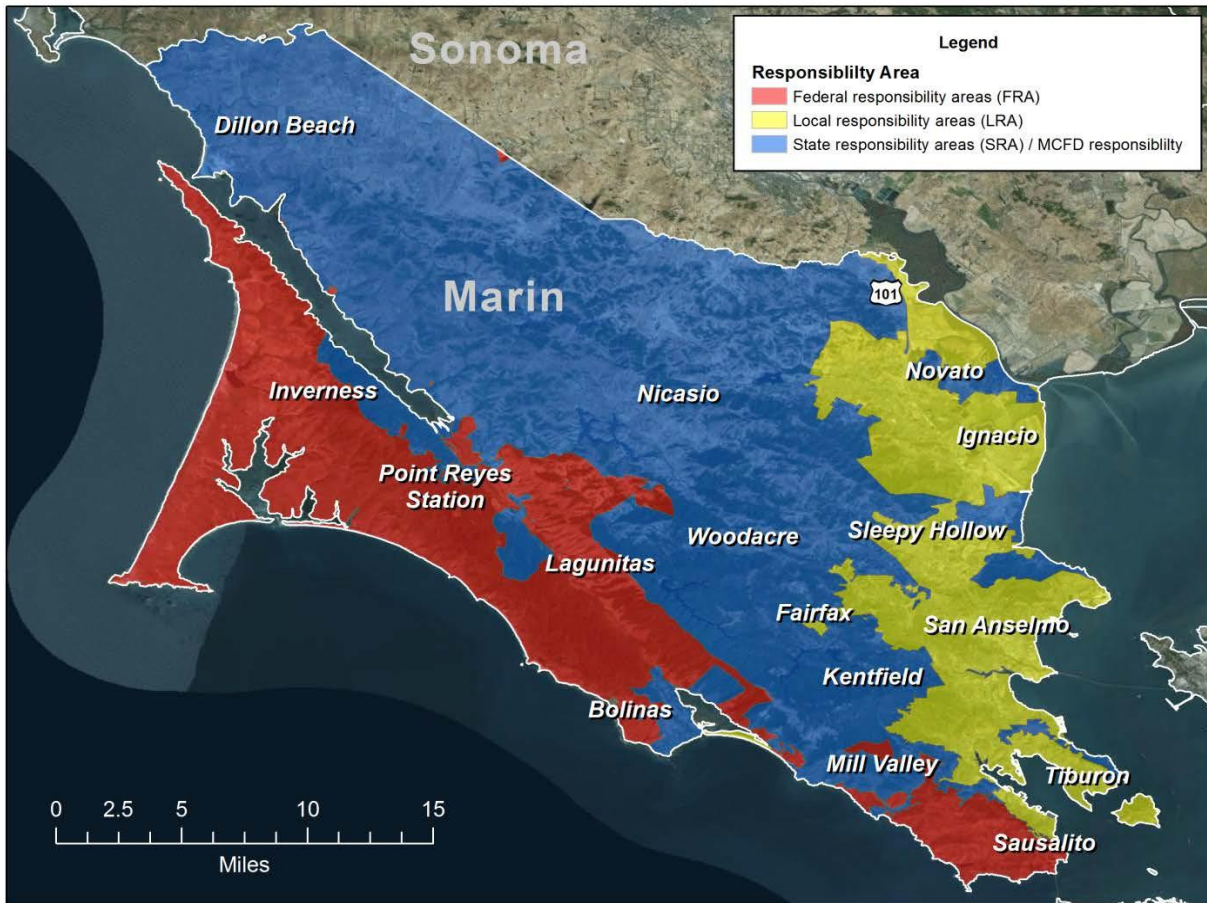 Sonoma
Legend
Responsiblilty Area
Federal responsibility areas (FRA)
Local responsibility areas (LRA)
State responsibility areas (SRA) / MCFD responsiblilty
Dillon Beach
Marin
101
Novato
Inverness
Nicasio
Ignacio
Point Reyes
Station
Sleepy Hollow
Woodacre
Lagunitas
Fairfax
San Anselmo
Kentfield
Bolinas
Mill Valley
Tiburon
Sausalito
0 2.5 5 10 15
Miles